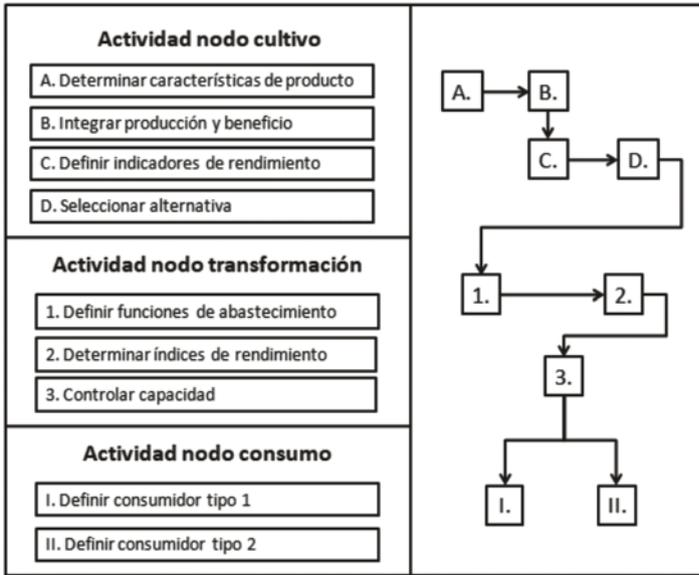 Actividad nodo cultivo
A. Determinar características de producto
B. Integrar producción y beneficio
C. Definir indicadores de rendimiento
D. Seleccionar alternativa
Actividad nodo transformación
1. Definir funciones de abastecimiento
2. Determinar índices de rendimiento
3. Controlar capacidad
Actividad nodo consumo
I. Definir consumidor tipo 1
II. Definir consumidor tipo 2
A.
B.
C.
D.
1.
2.
3.
I.
II.